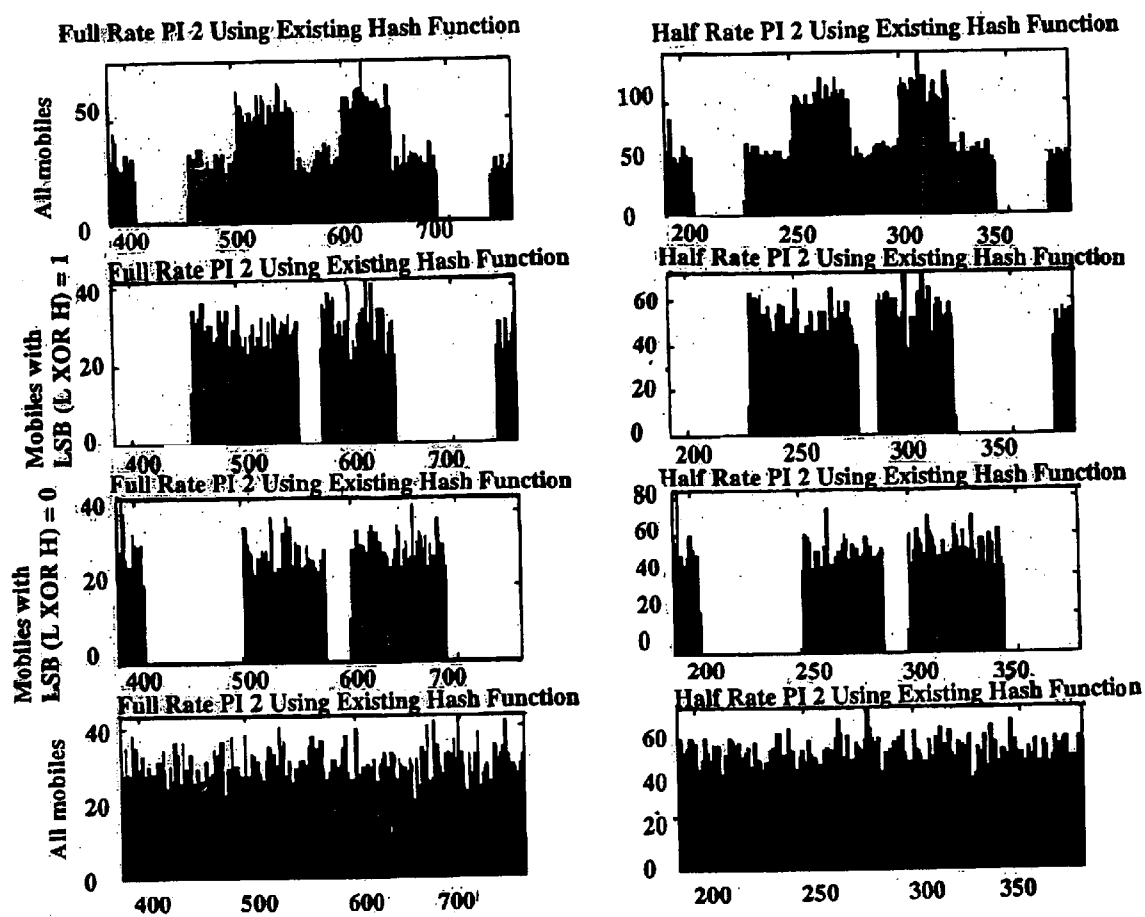 Full Rate PI 2 Using Existing Hash Function
Half Rate PI 2 Using Existing Hash Function
All mobiles
50
0
400 500 600 700
100
50
0
200 250 300 350
Full Rate PI 2 Using Existing Hash Function
Half Rate PI 2 Using Existing Hash Function
Mobiles with
LSB (L XOR H) = 1
40
20
0
400 500 600 700
60
40
20
0
200 250 300 350
Full Rate PI 2 Using Existing Hash Function
Half Rate PI 2 Using Existing Hash Function
Mobiles with
LSB (L XOR H) = 0
40
20
0
400 500 600 700
80
60
40
20
0
200 250 300 350
Full Rate PI 2 Using Existing Hash Function
Half Rate PI 2 Using Existing Hash Function
All mobiles
40
20
0
400 500 600 700
60
40
20
0
200 250 300 350